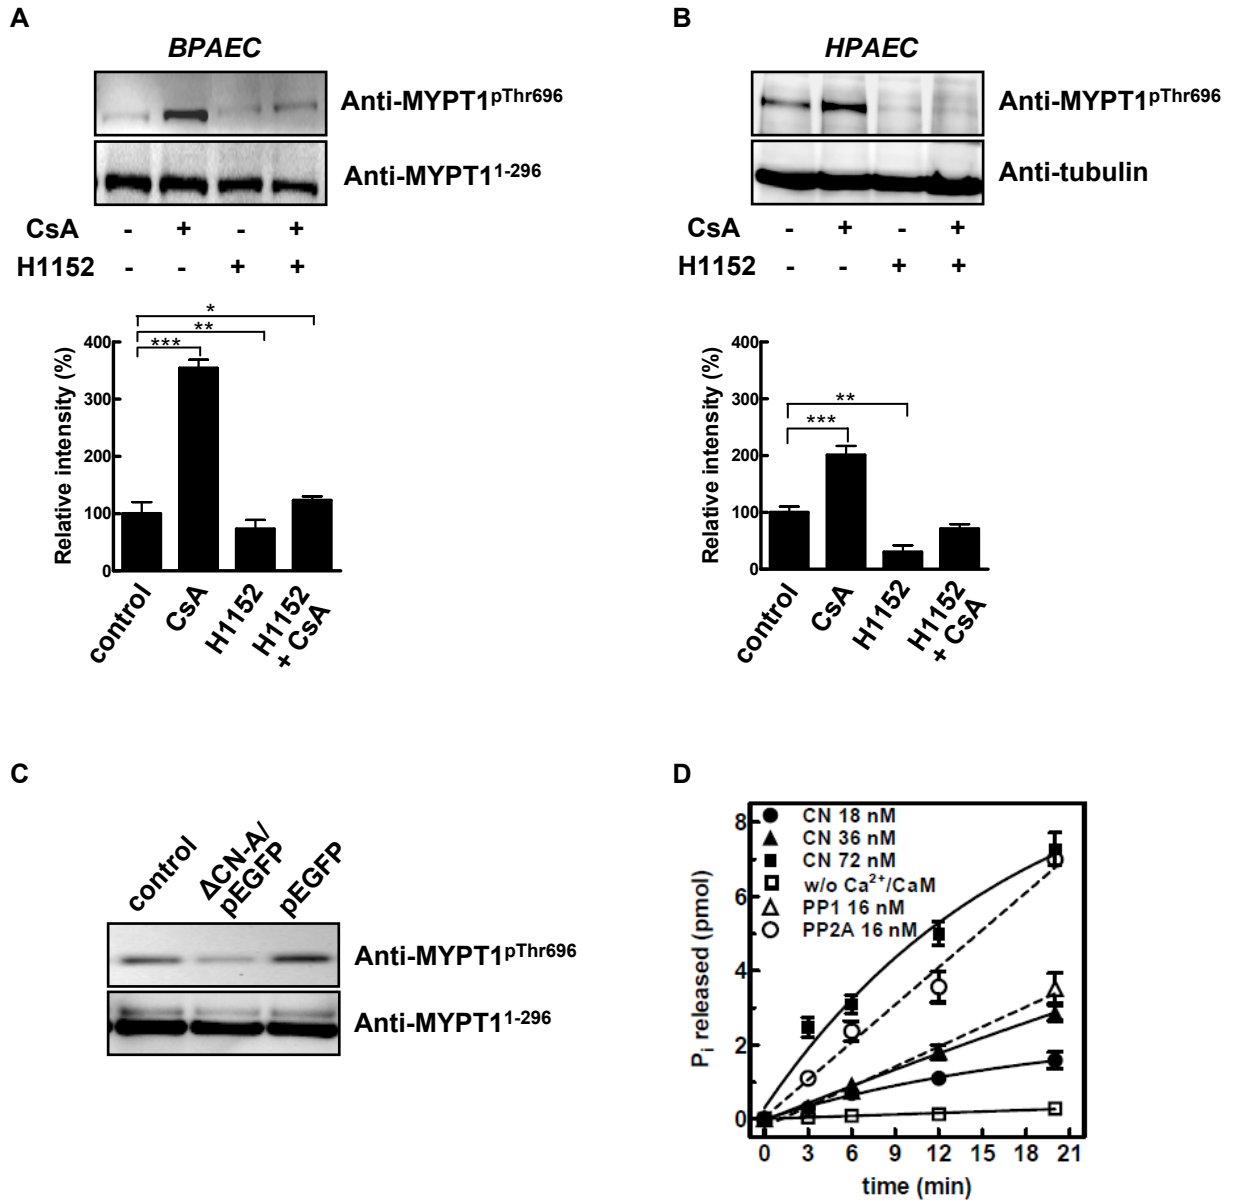 A
BPAEC
Anti-MYPT1pThr696
Anti-MYPT11-296
CsA - + - +
H1152 - - + +
*
**
***
400
300
200
100
0
Relative intensity (%)
control
CsA
H1152
H1152
+ CsA
B
HPAEC
Anti-MYPT1pThr696
Anti-tubulin
CsA - + - +
H1152 - - + +
**
***
400
300
200
100
0
Relative intensity (%)
control
CsA
H1152
H1152
+ CsA
C
control
ΔCN-A/
pEGFP
pEGFP
Anti-MYPT1pThr696
Anti-MYPT11-296
D
CN 18 nM
CN 36 nM
CN 72 nM
w/o Ca2+/CaM
PP1 16 nM
PP2A 16 nM
8
6
4
2
0
Pi released (pmol)
0 3 6 9 12 15 18 21
time (min)